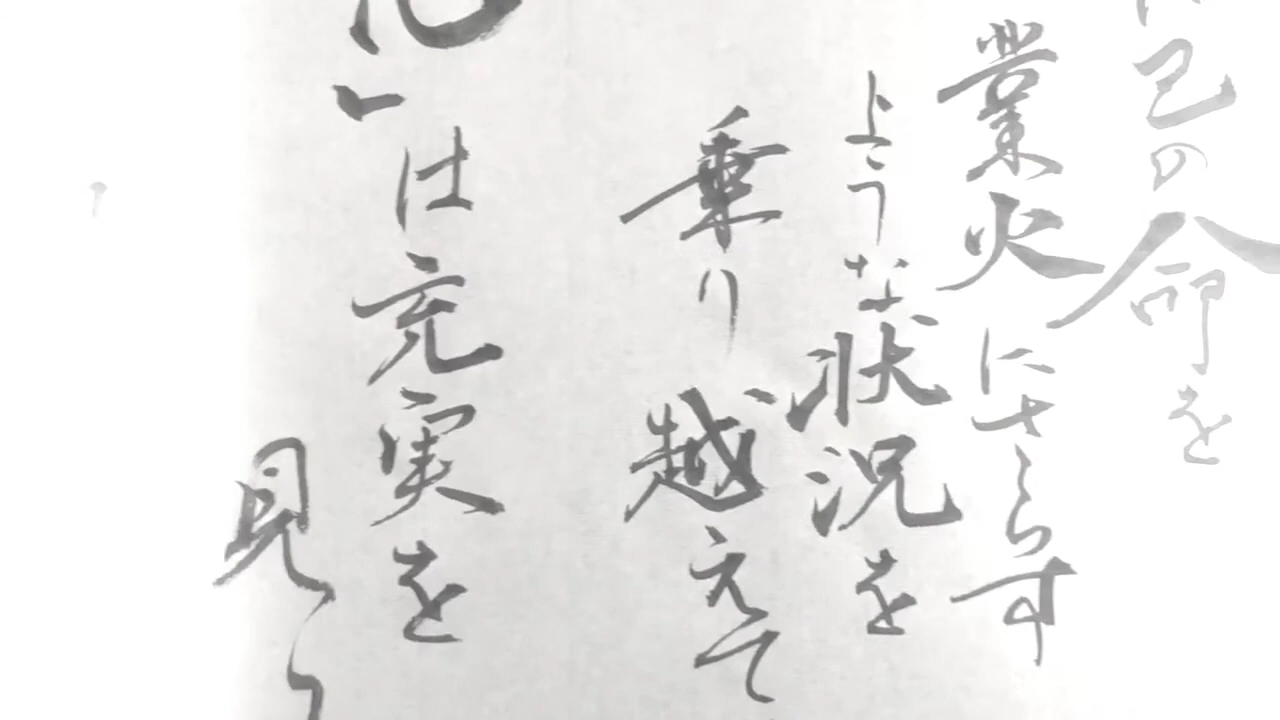 己の命を
業火にさらす
ような状況を
乗り越えて
」は充実を
見